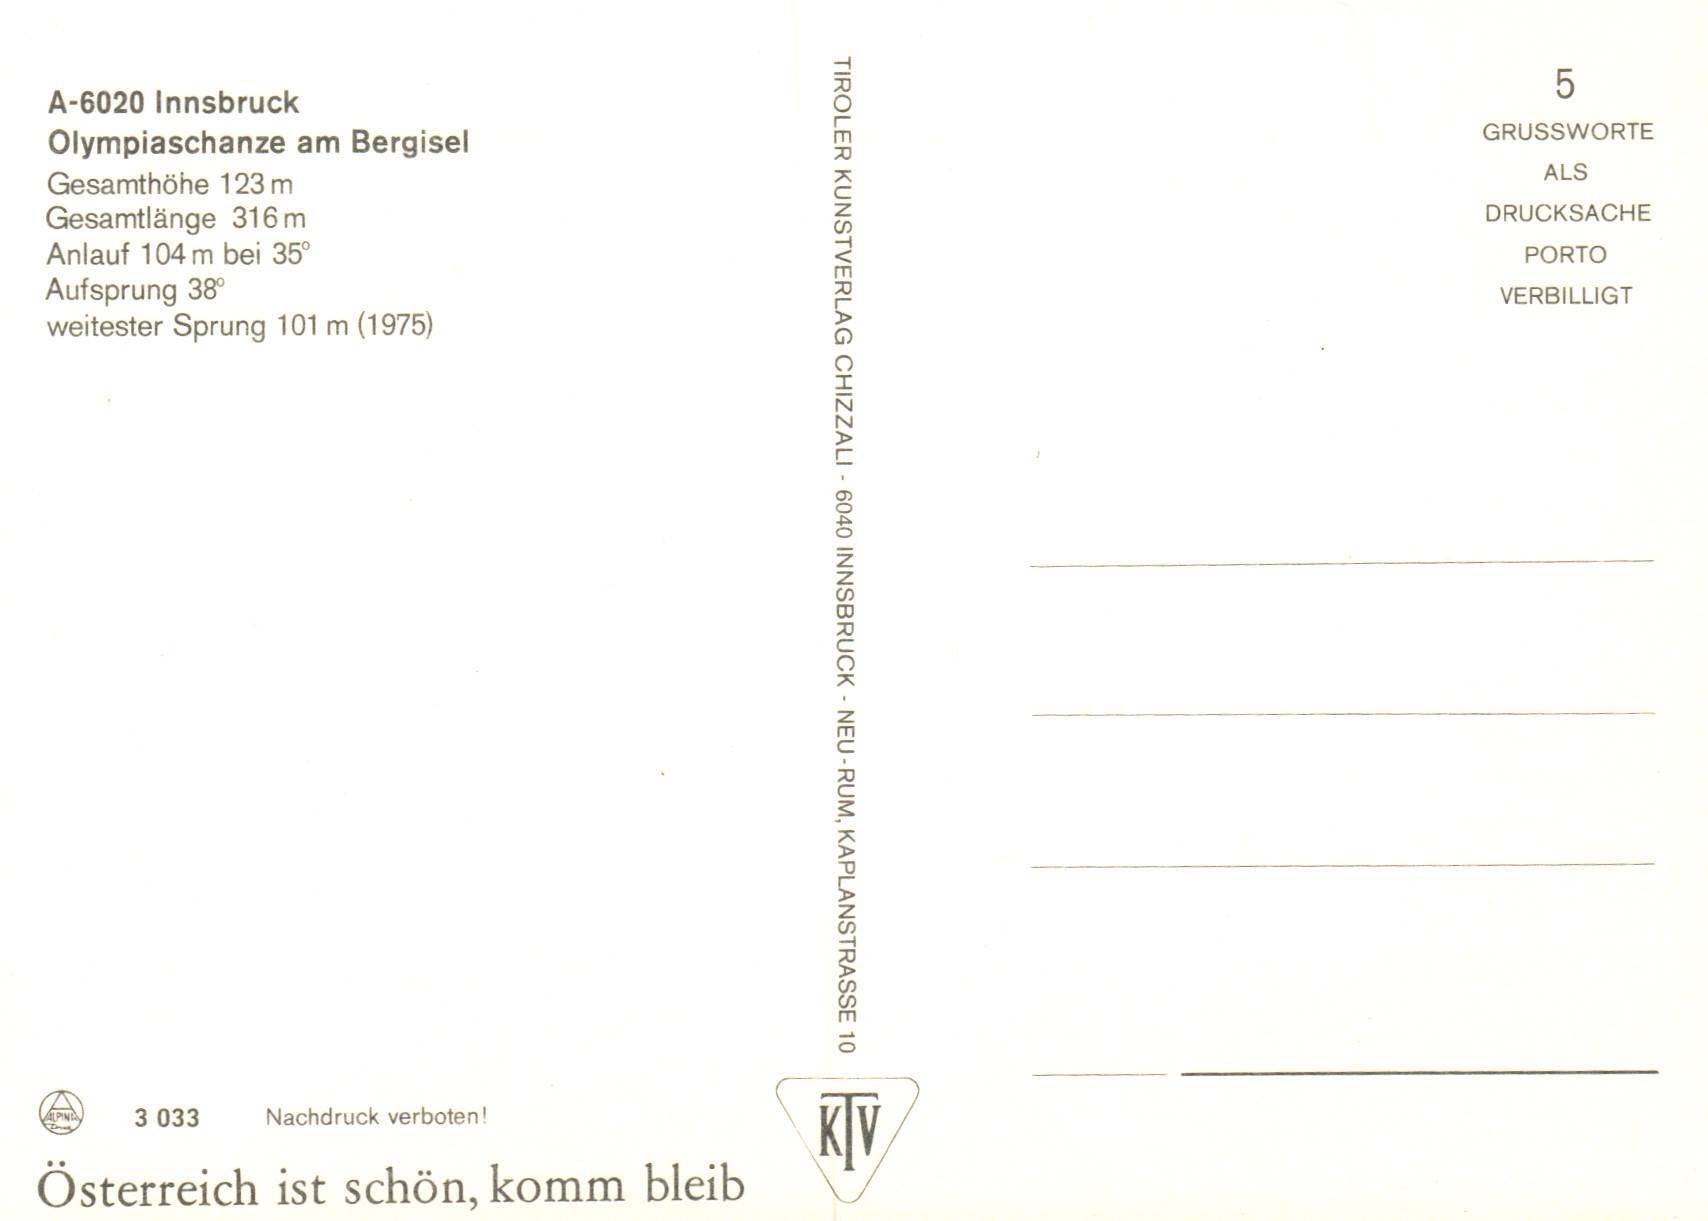 A-6020 Innsbruck
Olympiaschanze am Bergisel
Gesamthöhe 123 m
Gesamtlänge 316 m
Anlauf 104 m bei 35°
Aufsprung 38°
weitester Sprung 101 m (1975)
TIROLER KUNSTVERLAG CHIZZALI - 6040 INNSBRUCK - NEU-RUM, KAPLANSTRASSE 10
5
GRUSSWORTE
ALS
DRUCKSACHE
PORTO
VERBILLIGT
ALPINA
Druck
3 033 Nachdruck verboten!
KTV
Österreich ist schön, komm bleib